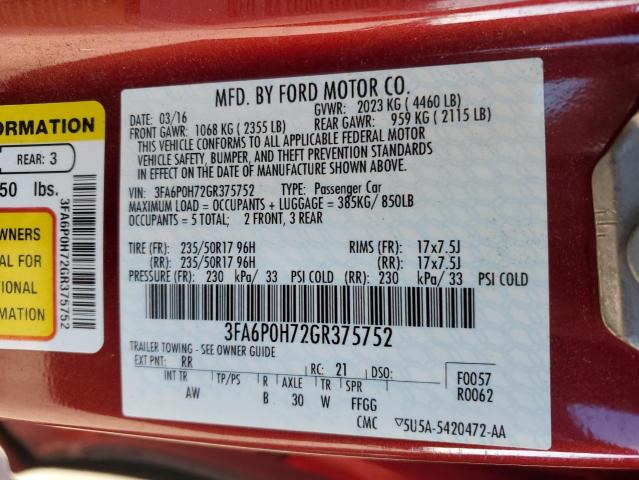 MFD. BY FORD MOTOR CO.
DATE: 03/16 GVWR: 2023 KG ( 4460 LB)
FRONT GAWR: 1068 KG ( 2355 LB) REAR GAWR: 959 KG ( 2115 LB)
THIS VEHICLE CONFORMS TO ALL APPLICABLE FEDERAL MOTOR
VEHICLE SAFETY, BUMPER, AND THEFT PREVENTION STANDARDS
IN EFFECT ON THE DATE OF MANUFACTURE SHOWN ABOVE.
VIN: 3FA6P0H72GR375752 TYPE: Passenger Car
MAXIMUM LOAD = OCCUPANTS + LUGGAGE = 385KG/ 850LB
OCCUPANTS = 5 TOTAL; 2 FRONT, 3 REAR
TIRE (FR): 235/50R17 96H RIMS (FR): 17x7.5J
(RR): 235/50R17 96H (RR): 17x7.5J
PRESSURE (FR): 230 kPa/ 33 PSI COLD (RR): 230 kPa/ 33 PSI COLD
3FA6P0H72GR375752
TRAILER TOWING - SEE OWNER GUIDE
EXT PNT: RR RC: 21 DSO:
INT TR TP/PS R AXLE TR SPR
AW B 30 W FFGG
F0057
R0062
CMC ▽5U5A-5420472-AA
ORMATION
REAR: 3
50 lbs.
3FA6P0H72GR375752
WNERS
AL FOR
TIONAL
MATION